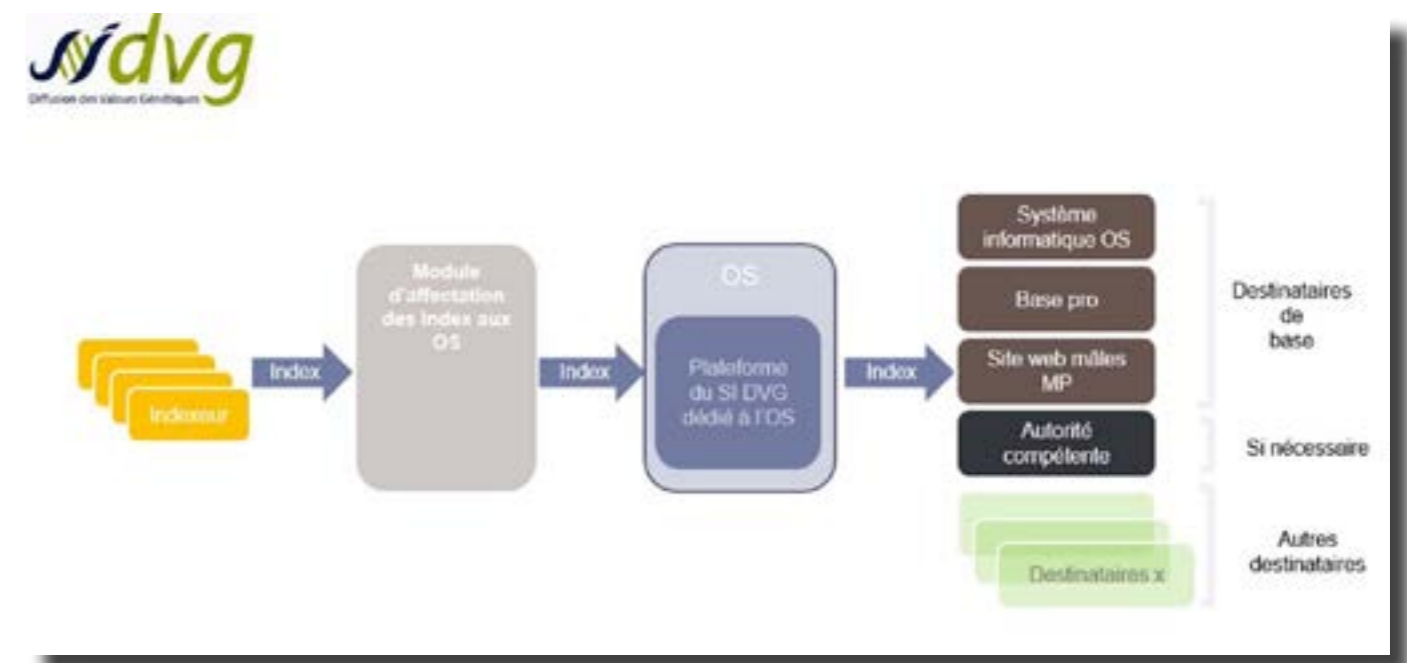 SIdvg
Diffusion des Valeurs Génétiques
Indexeur
Index
Module
d'affectation
des Index aux
OS
Index
OS
Plateforme
du SI DVG
dédié à l'OS
Index
Système
informatique OS
Base pro
Site web mâles
MP
Autorité
compétente
Destinataires x
Destinataires
de
base
Si nécessaire
Autres
destinataires